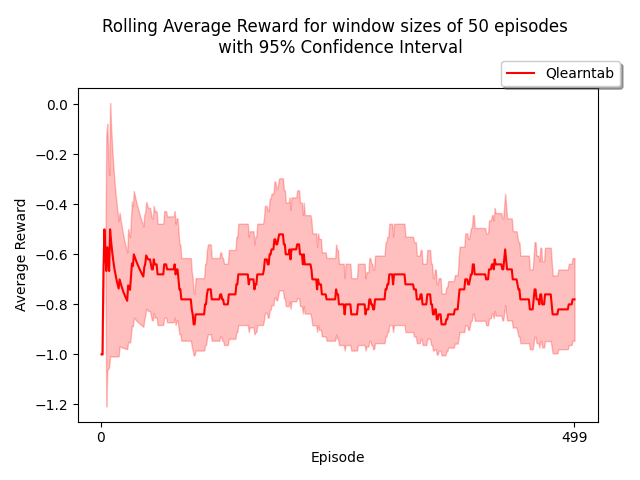 Rolling Average Reward for window sizes of 50 episodes
with 95% Confidence Interval
Qlearntab
0.0
−0.2
−0.4
−0.6
−0.8
−1.0
−1.2
Average Reward
0
499
Episode